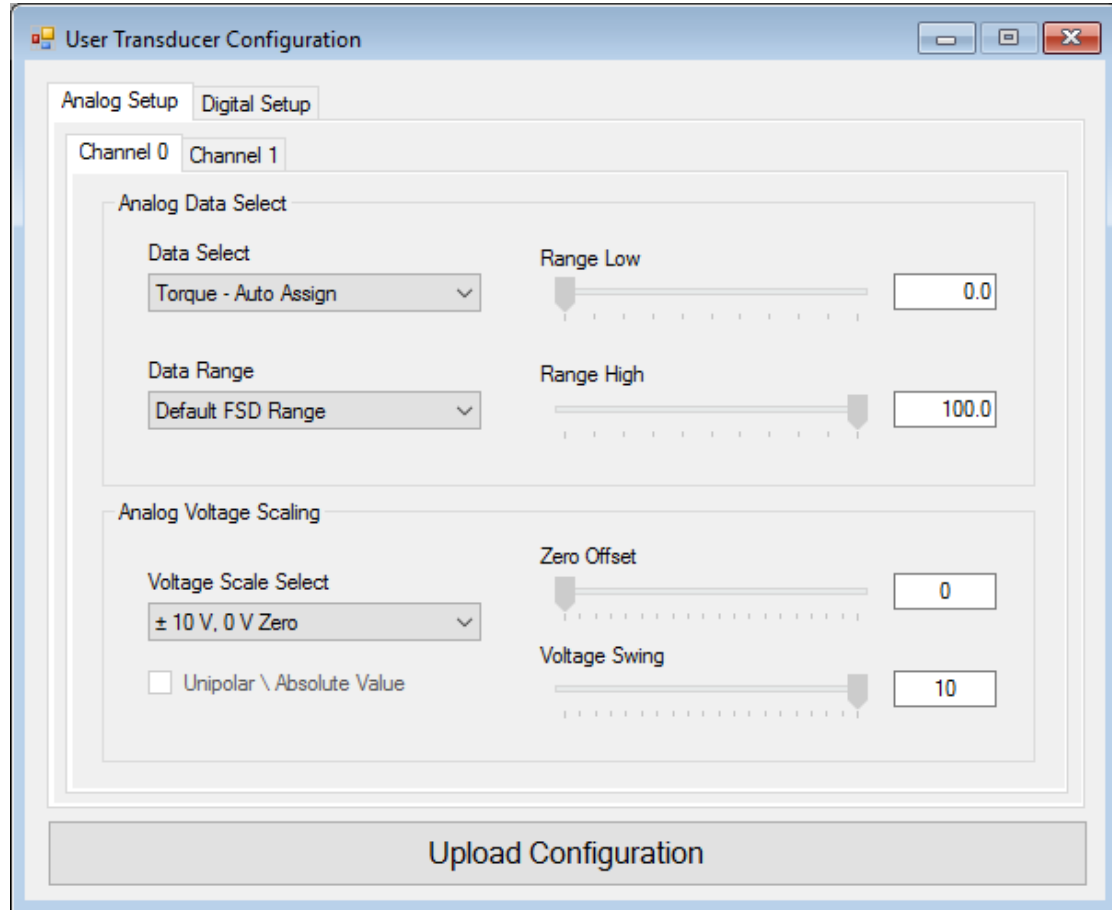 User Transducer Configuration
Analog Setup Digital Setup
Channel 0 Channel 1
Analog Data Select
Data Select
Torque - Auto Assign
Range Low
0.0
Data Range
Default FSD Range
Range High
100.0
Analog Voltage Scaling
Voltage Scale Select
± 10 V, 0 V Zero
Unipolar \ Absolute Value
Zero Offset
0
Voltage Swing
10
Upload Configuration